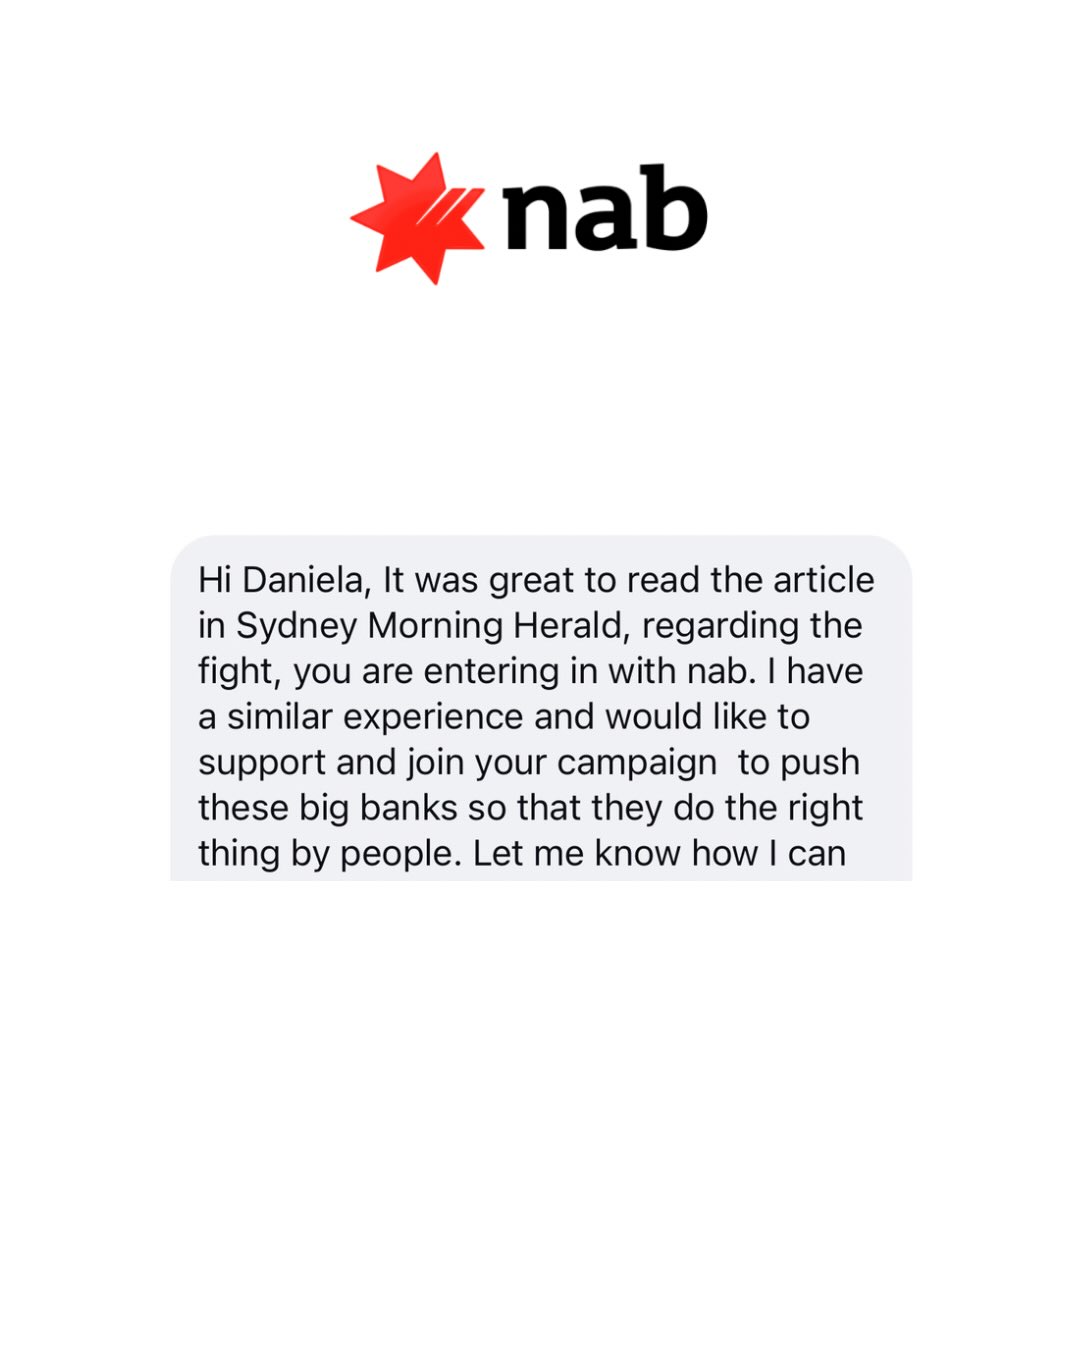 nab
Hi Daniela, It was great to read the article
in Sydney Morning Herald, regarding the
fight, you are entering in with nab. I have
a similar experience and would like to
support and join your campaign  to push
these big banks so that they do the right
thing by people. Let me know how I can